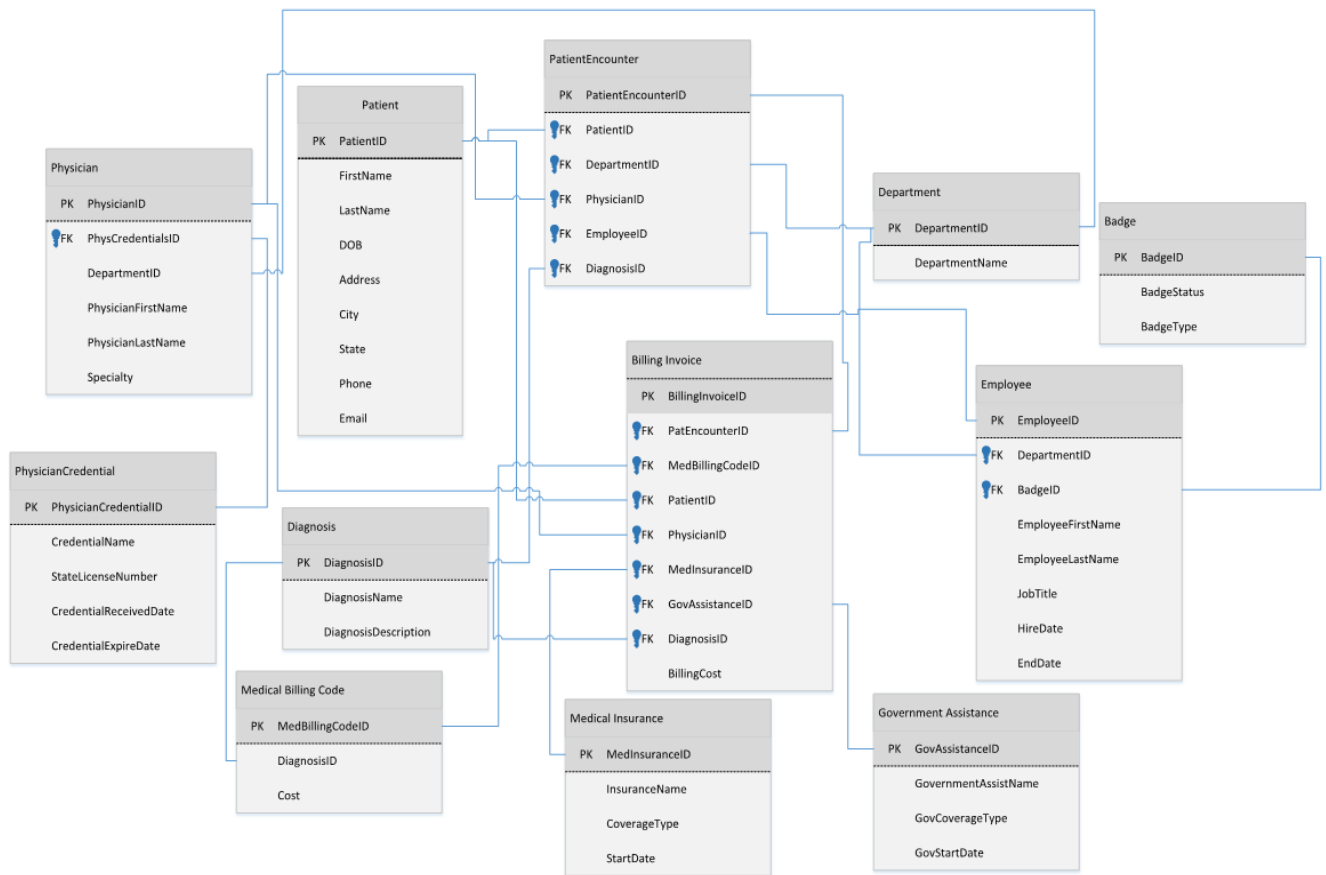 PatientEncounter
PK PatientEncounterID
FK PatientID
FK DepartmentID
FK PhysicianID
FK EmployeeID
FK DiagnosisID
Patient
PK PatientID
FirstName
LastName
DOB
Address
City
State
Phone
Email
Physician
PK PhysicianID
FK PhysCredentialsID
DepartmentID
PhysicianFirstName
PhysicianLastName
Specialty
Department
PK DepartmentID
DepartmentName
Badge
PK BadgeID
BadgeStatus
BadgeType
Billing Invoice
PK BillingInvoiceID
FK PatEncounterID
FK MedBillingCodeID
FK PatientID
FK PhysicianID
FK MedInsuranceID
FK GovAssistanceID
FK DiagnosisID
BillingCost
Employee
PK EmployeeID
FK DepartmentID
FK BadgeID
EmployeeFirstName
EmployeeLastName
JobTitle
HireDate
EndDate
PhysicianCredential
PK PhysicianCredentialID
CredentialName
StateLicenseNumber
CredentialReceivedDate
CredentialExpireDate
Diagnosis
PK DiagnosisID
DiagnosisName
DiagnosisDescription
Medical Billing Code
PK MedBillingCodeID
DiagnosisID
Cost
Medical Insurance
PK MedInsuranceID
InsuranceName
CoverageType
StartDate
Government Assistance
PK GovAssistanceID
GovernmentAssistName
GovCoverageType
GovStartDate